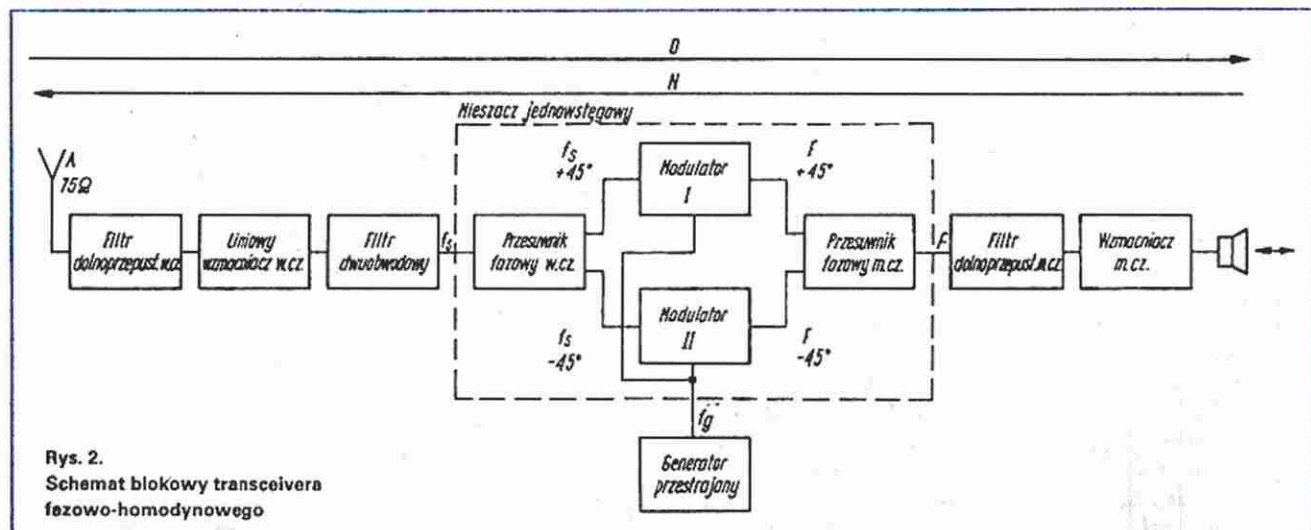 O
N
Mieszacz jednowstęgowy
A
75Ω
Filtr
dolnoprzepust. w.cz.
Liniowy
wzmacniacz w.cz.
Filtr
dwuobwodowy
fs
Przesuwnik
fazowy w.cz.
fs
+45°
Modulator
I
F
+45°
fs
-45°
Modulator
II
F
-45°
Przesuwnik
fazowy m.cz.
F
Filtr
dolnoprzepust.
Wzmacniacz
m.cz.
fg
Generator
przestrajany
Rys. 2.
Schemat blokowy transceivera
fazowo-homodynowego